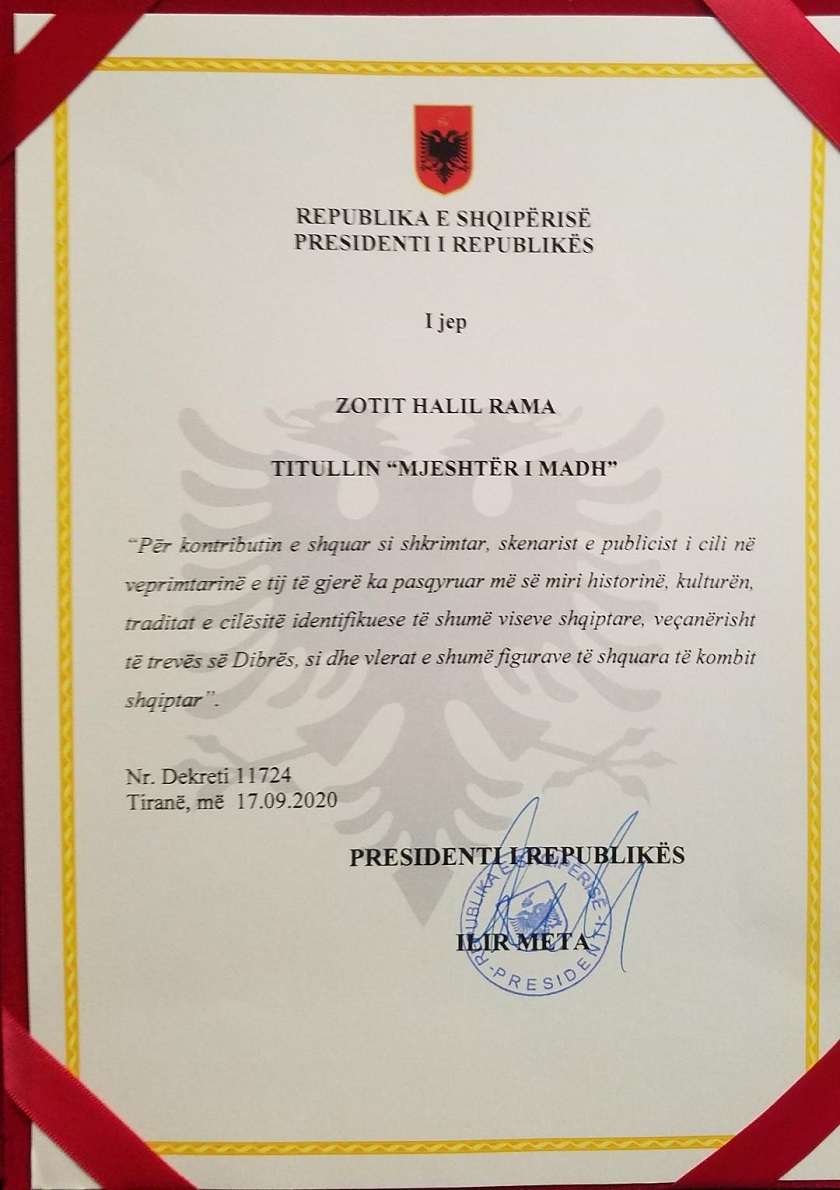 REPUBLIKA E SHQIPËRISË
PRESIDENTI I REPUBLIKËS
I jep
ZOTIT HALIL RAMA
TITULLIN “MJESHTËR I MADH”
“Për kontributin e shquar si shkrimtar, skenarist e publicist i cili në
veprimtarinë e tij të gjerë ka pasqyruar më së miri historinë, kulturën,
traditat e cilësitë identifikuese të shumë viseve shqiptare, veçanërisht
të trevës së Dibrës, si dhe vlerat e shumë figurave të shquara të kombit
shqiptar”.
Nr. Dekreti 11724
Tiranë, më 17.09.2020
PRESIDENTI I REPUBLIKËS
ILIR META
REPUBLIKA E SHQIPËRISË
-PRESIDENTI-